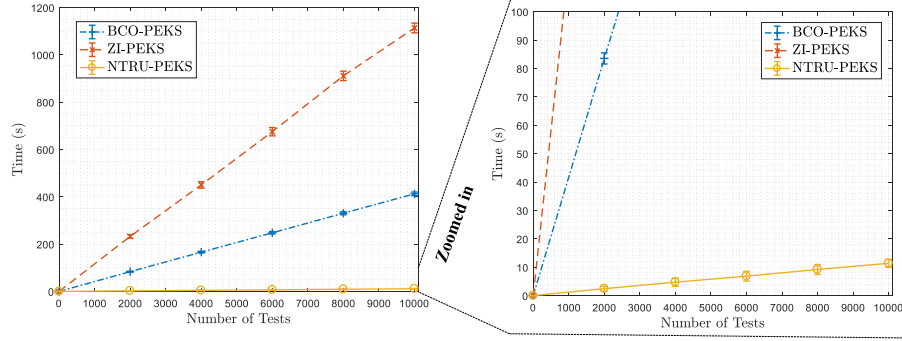 1200
1000
800
600
400
200
0
Time (s)
BCO-PEKS
ZI-PEKS
NTRU-PEKS
0 1000 2000 3000 4000 5000 6000 7000 8000 9000 10000
Number of Tests
Zoomed in
100
90
80
70
60
50
40
30
20
10
0
Time (s)
BCO-PEKS
ZI-PEKS
NTRU-PEKS
0 1000 2000 3000 4000 5000 6000 7000 8000 9000 10000
Number of Tests